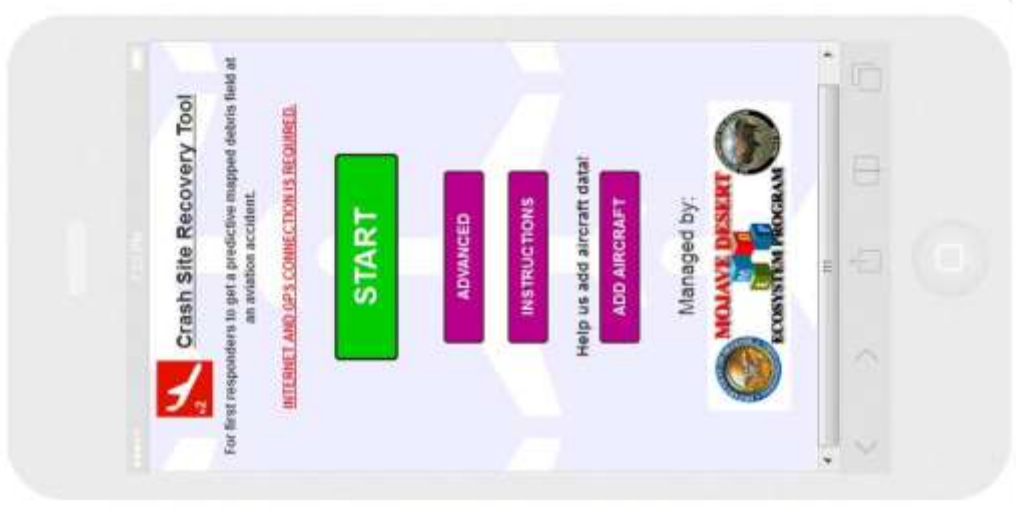 Crash Site Recovery Tool
v2
For first responders to get a predictive mapped debris field at
an aviation accident.
INTERNET AND GPS CONNECTION IS REQUIRED.
START
ADVANCED
INSTRUCTIONS
Help us add aircraft data!
ADD AIRCRAFT
Managed by:
MOJAVE DESERT
ECOSYSTEM PROGRAM